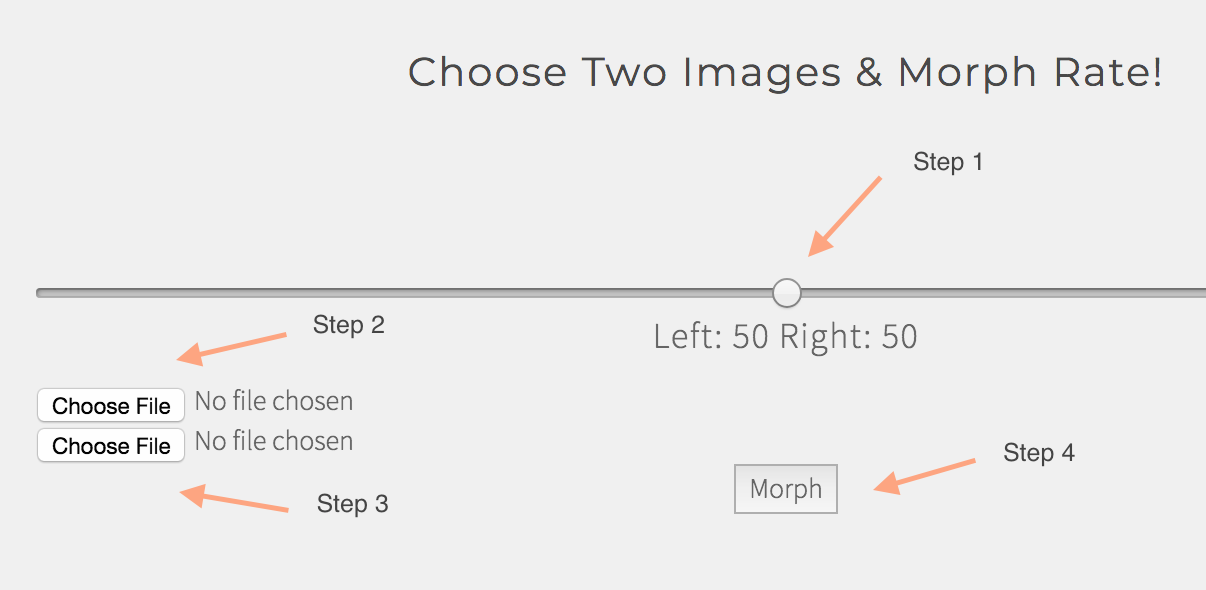 Choose Two Images & Morph Rate!
Step 1
Left: 50 Right: 50
Step 2
Choose File No file chosen
Choose File No file chosen
Step 3
Step 4
Morph